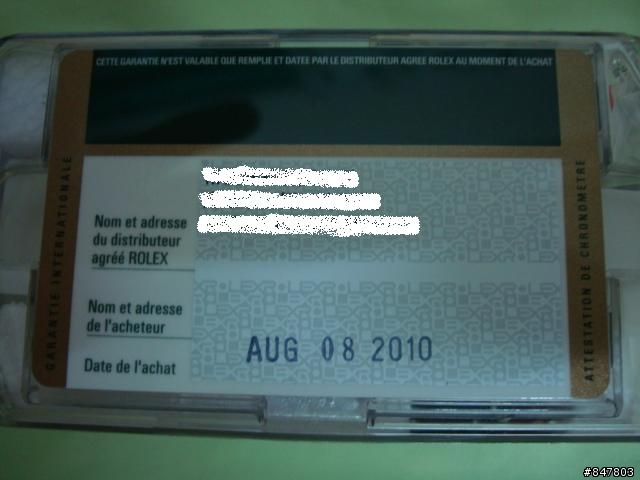 CETTE GARANTIE N'EST VALABLE QUE REMPLIE ET DATEE PAR LE DISTRIBUTEUR AGREE ROLEX AU MOMENT DE L'ACHAT
GARANTIE INTERNATIONALE
Nom et adresse
du distributeur
agréé ROLEX
Nom et adresse
de l'acheteur
Date de l'achat
AUG 08 2010
ATTESTATION DE CHRONOMETRE
#847803